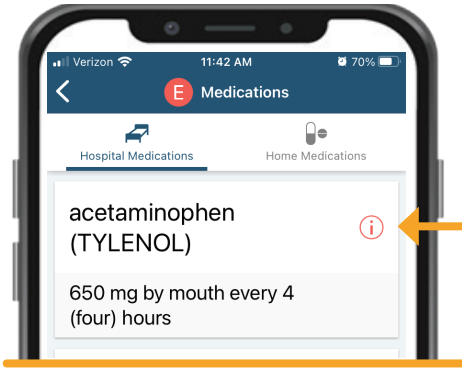 Verizon 11:42 AM 70%
E Medications
Hospital Medications Home Medications
acetaminophen
(TYLENOL)
i
650 mg by mouth every 4
(four) hours